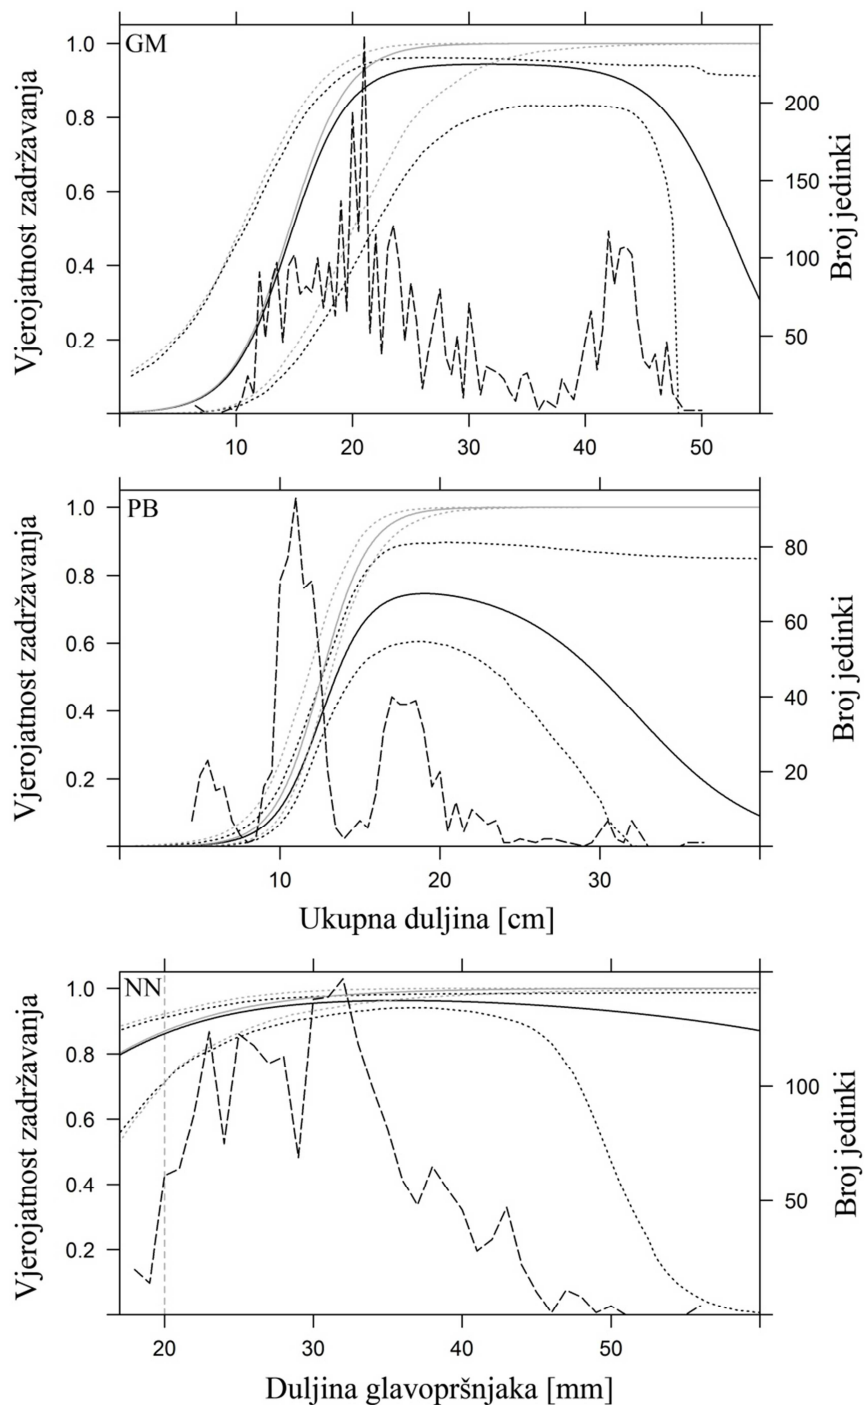 GM
Vjerojatnost zadržavanja
1.0
0.8
0.6
0.4
0.2
200
150
100
50
Broj jedinki
10 20 30 40 50
PB
Vjerojatnost zadržavanja
1.0
0.8
0.6
0.4
0.2
80
60
40
20
Broj jedinki
10 20 30
Ukupna duljina [cm]
NN
Vjerojatnost zadržavanja
1.0
0.8
0.6
0.4
0.2
100
50
Broj jedinki
20 30 40 50
Duljina glavopršnjaka [mm]